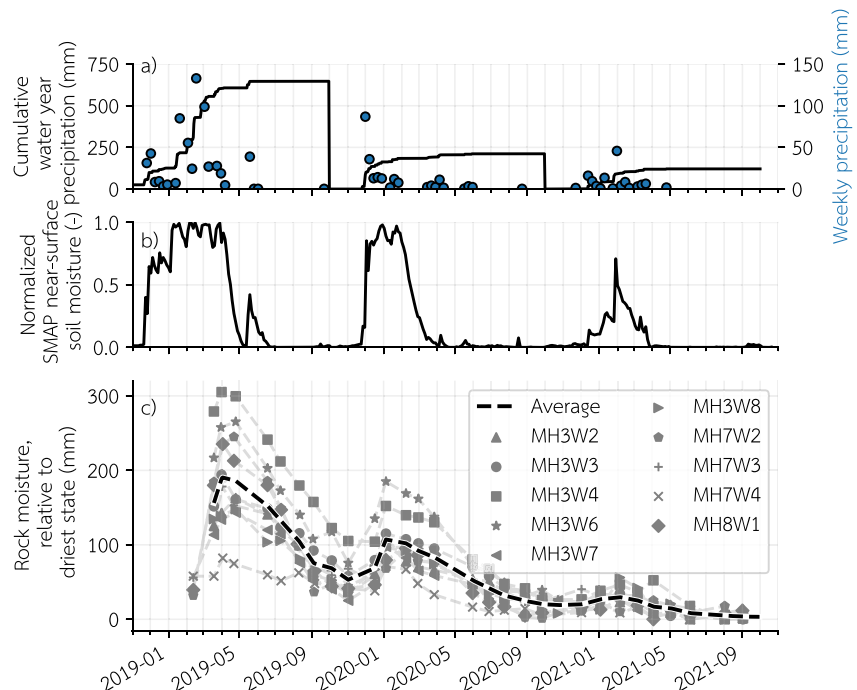 Cumulative
water year
precipitation (mm)
750
500
250
0
a)
150
100
50
0
Weekly precipitation (mm)
Normalized
SMAP near-surface
soil moisture (-)
1.0
0.5
0.0
b)
Rock moisture,
relative to
driest state (mm)
300
200
100
0
c)
Average
MH3W2
MH3W3
MH3W4
MH3W6
MH3W7
MH3W8
MH7W2
MH7W3
MH7W4
MH8W1
2019-01
2019-05
2019-09
2020-01
2020-05
2020-09
2021-01
2021-05
2021-09